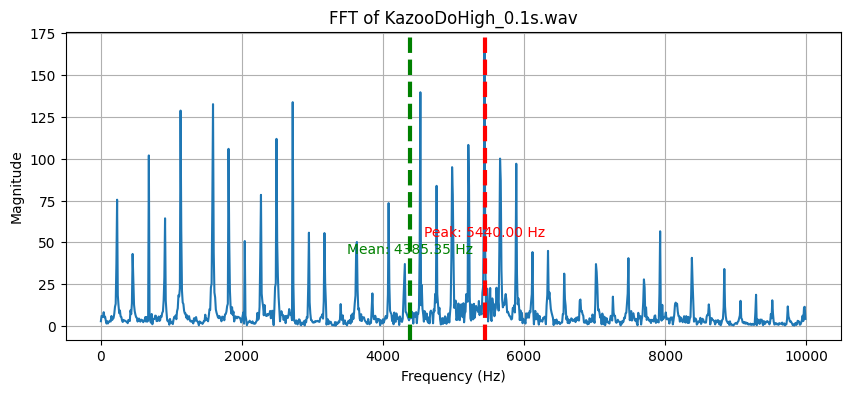 FFT of KazooDoHigh_0.1s.wav
175
150
125
100
75
50
25
0
Magnitude
Peak: 5440.00 Hz
Mean: 4385.35 Hz
0
2000
4000
6000
8000
10000
Frequency (Hz)